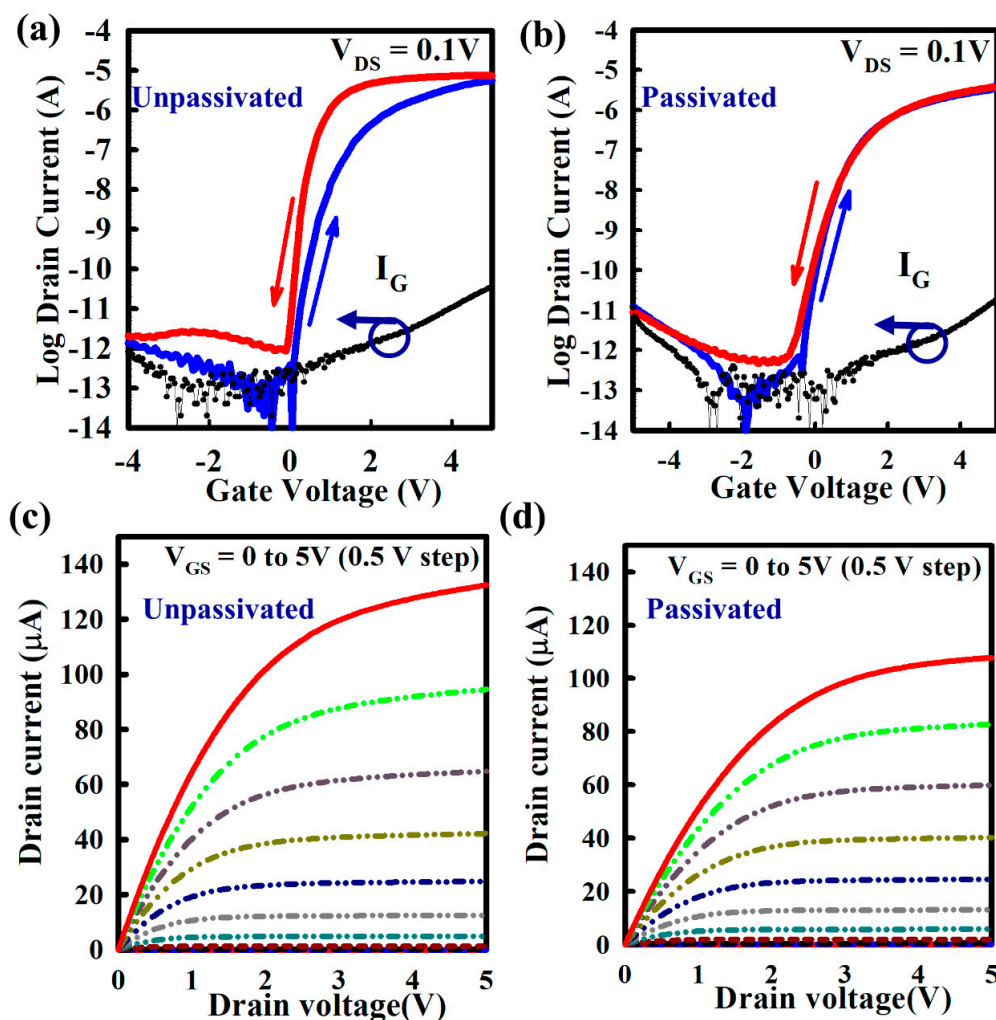 (a)
V_DS = 0.1V
Unpassivated
I_G
Log Drain Current (A)
-4
-5
-6
-7
-8
-9
-10
-11
-12
-13
-14
-4 -2 0 2 4
Gate Voltage (V)
(b)
V_DS = 0.1V
Passivated
I_G
Log Drain Current (A)
-4
-5
-6
-7
-8
-9
-10
-11
-12
-13
-14
-4 -2 0 2 4
Gate Voltage (V)
(c)
V_GS = 0 to 5V (0.5 V step)
Unpassivated
Drain current (μA)
140
120
100
80
60
40
20
0
0 1 2 3 4 5
Drain voltage(V)
(d)
V_GS = 0 to 5V (0.5 V step)
Passivated
Drain current (μA)
140
120
100
80
60
40
20
0
0 1 2 3 4 5
Drain voltage(V)